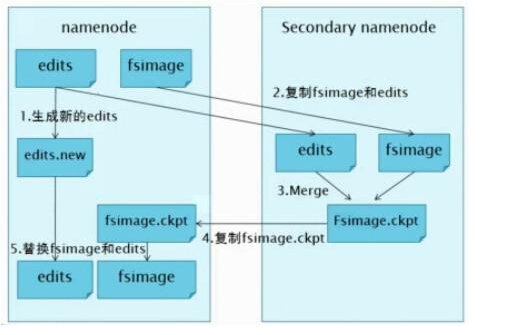 namenode
Secondary namenode
edits
fsimage
2.复制fsimage和edits
1.生成新的edits
edits.new
edits
fsimage
3.Merge
fsimage.ckpt
Fsimage.ckpt
4.复制fsimage.ckpt
5.替换fsimage和edits
edits
fsimage